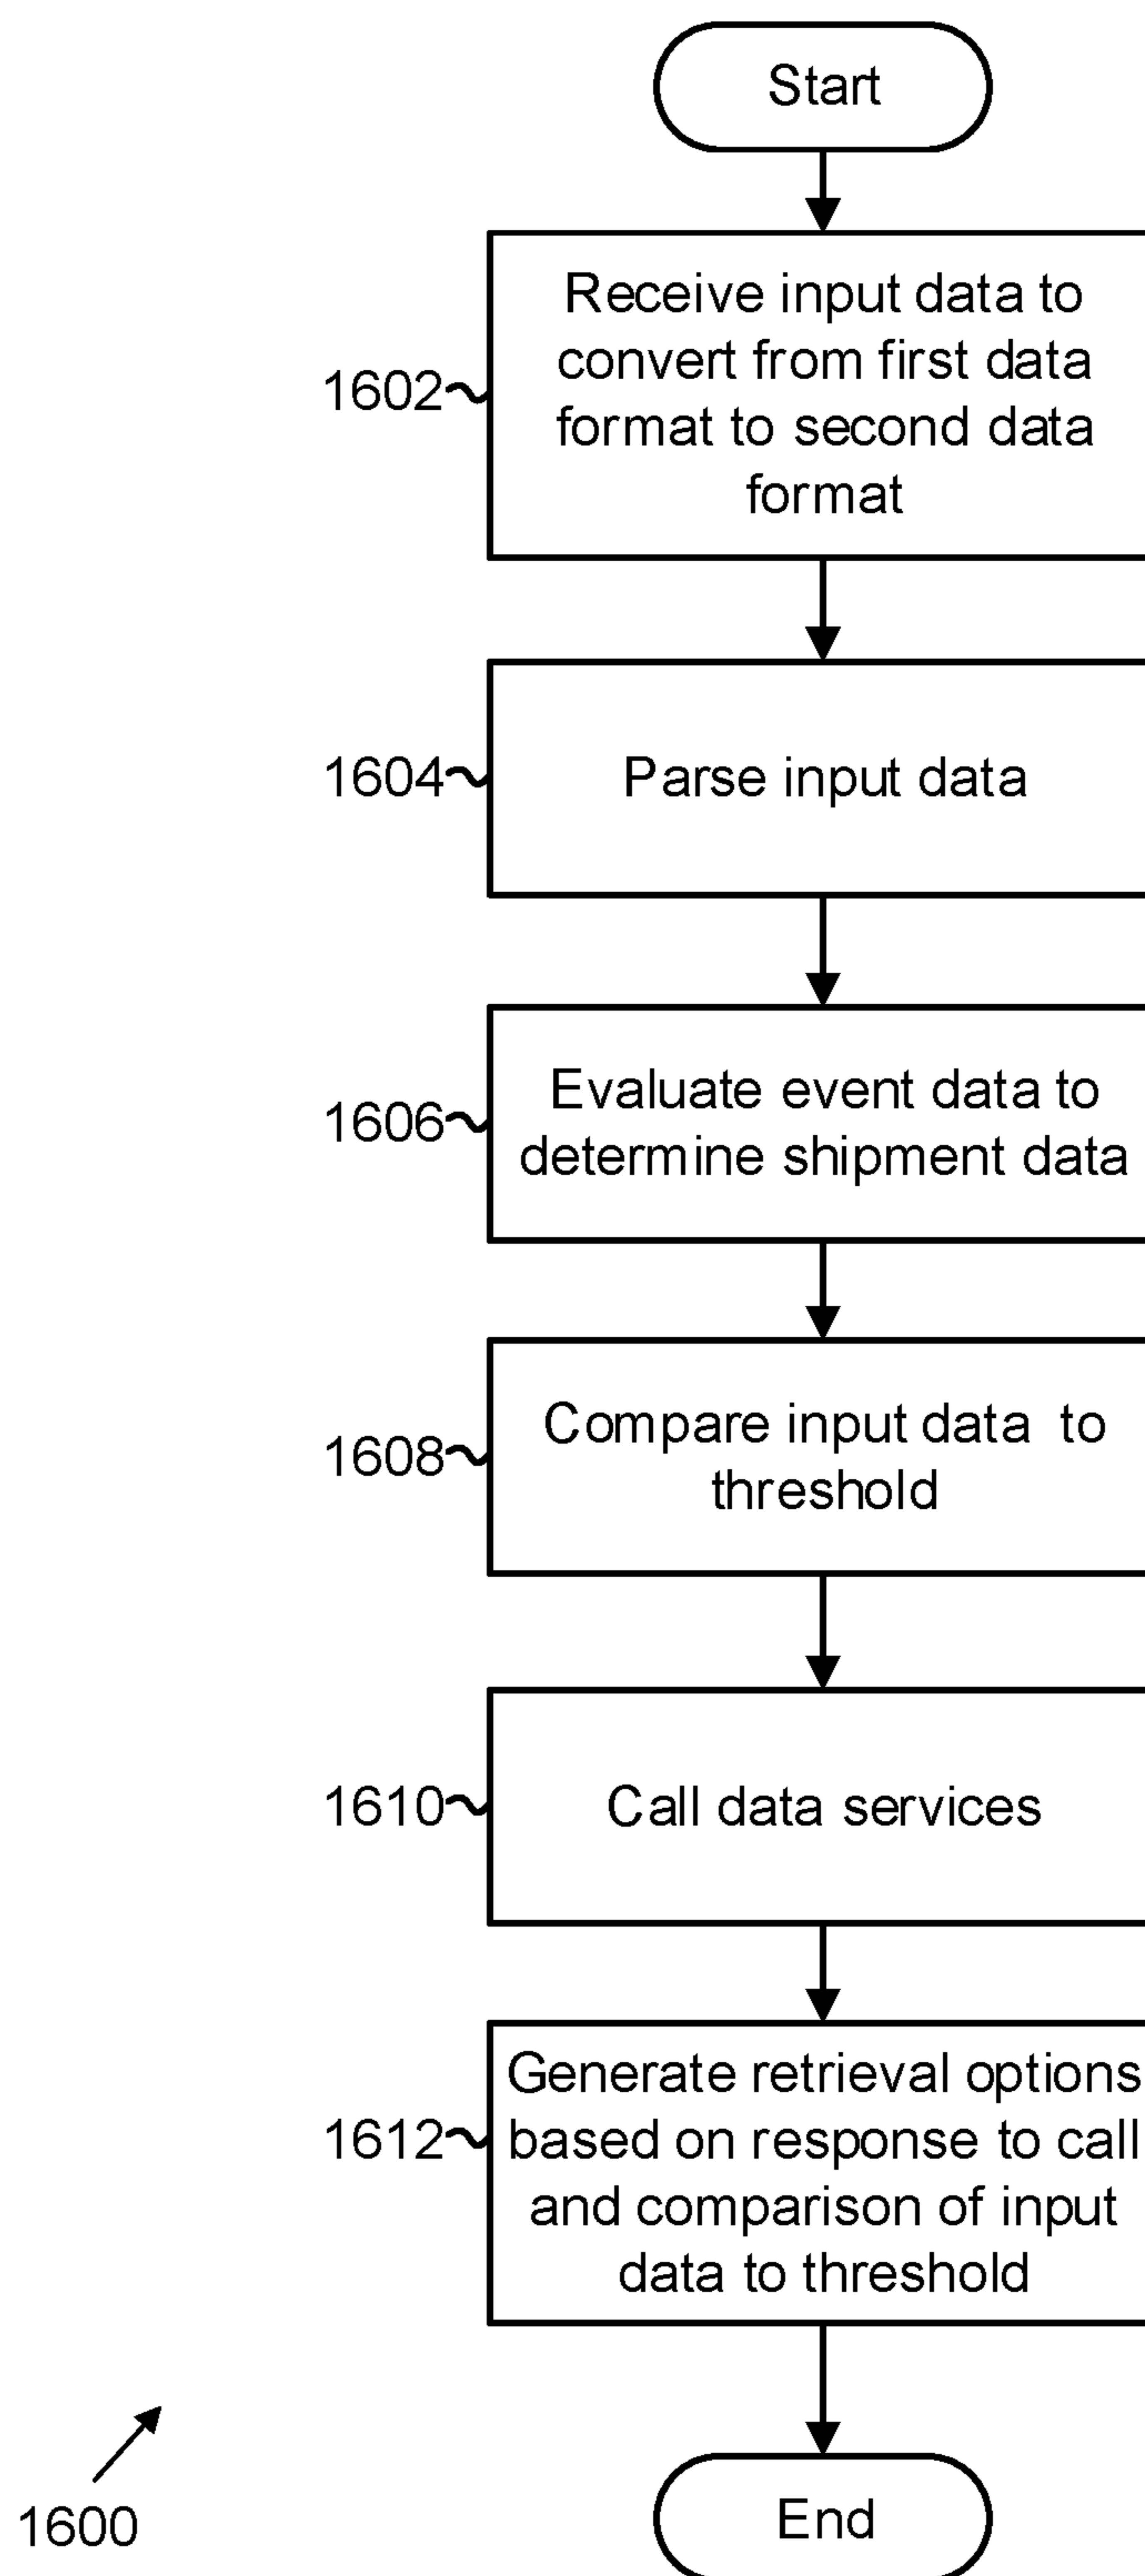 Start
Receive input data to
convert from first data
format to second data
format
1602
Parse input data
1604
Evaluate event data to
determine shipment data
1606
Compare input data to
threshold
1608
Call data services
1610
Generate retrieval options
based on response to call
and comparison of input
data to threshold
1612
End
1600